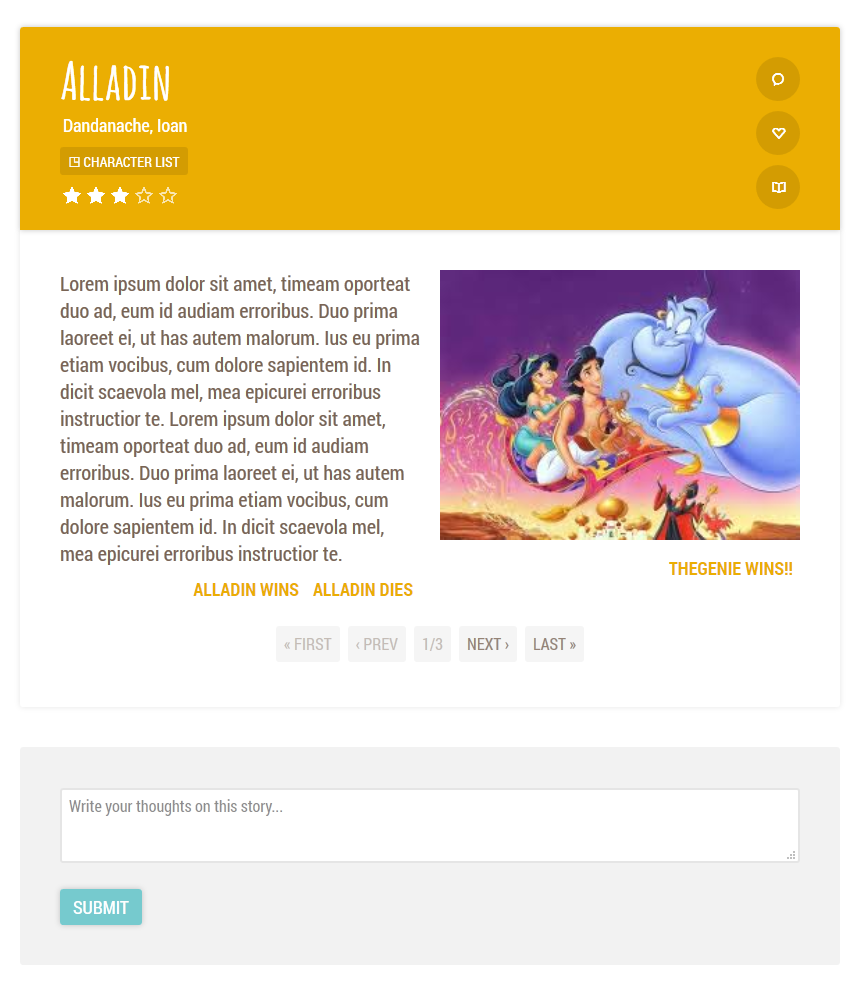 Alladin
Dandanache, Ioan
CHARACTER LIST
Lorem ipsum dolor sit amet, timeam oporteat
duo ad, eum id audiam erroribus. Duo prima
laoreet ei, ut has autem malorum. Ius eu prima
etiam vocibus, cum dolore sapientem id. In
dicit scaevola mel, mea epicurei erroribus
instructior te. Lorem ipsum dolor sit amet,
timeam oporteat duo ad, eum id audiam
erroribus. Duo prima laoreet ei, ut has autem
malorum. Ius eu prima etiam vocibus, cum
dolore sapientem id. In dicit scaevola mel,
mea epicurei erroribus instructior te.
ALLADIN WINS ALLADIN DIES
THEGENIE WINS!!
« FIRST ‹ PREV 1/3 NEXT › LAST »
Write your thoughts on this story...
SUBMIT